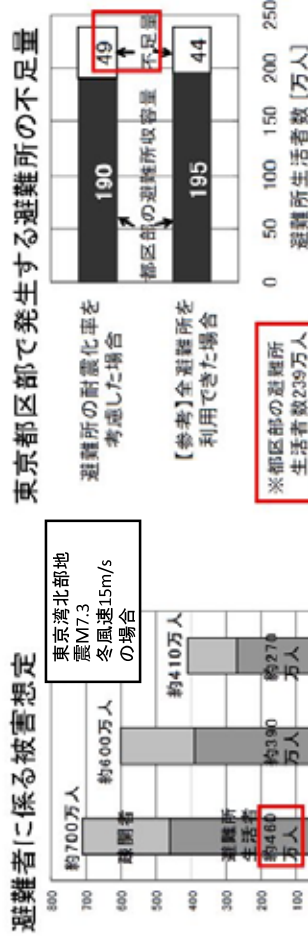 避難者に係る被害想定
800
700
600
500
400
300
200
100
約700万人
約600万人
約410万人
疎開者
避難所
生活者
約460
万人
約390
万人
約270
万人
東京湾北部地
震M7.3
冬風速15m/s
の場合
東京都区部で発生する避難所の不足量
避難所の耐震化率を
考慮した場合
190
49
都区部の避難所収容量
不足量
【参考】全避難所を
利用できた場合
195
44
0
50
100
150
200
250
避難所生活者数 [万人]
※都区部の避難所
生活者数239万人